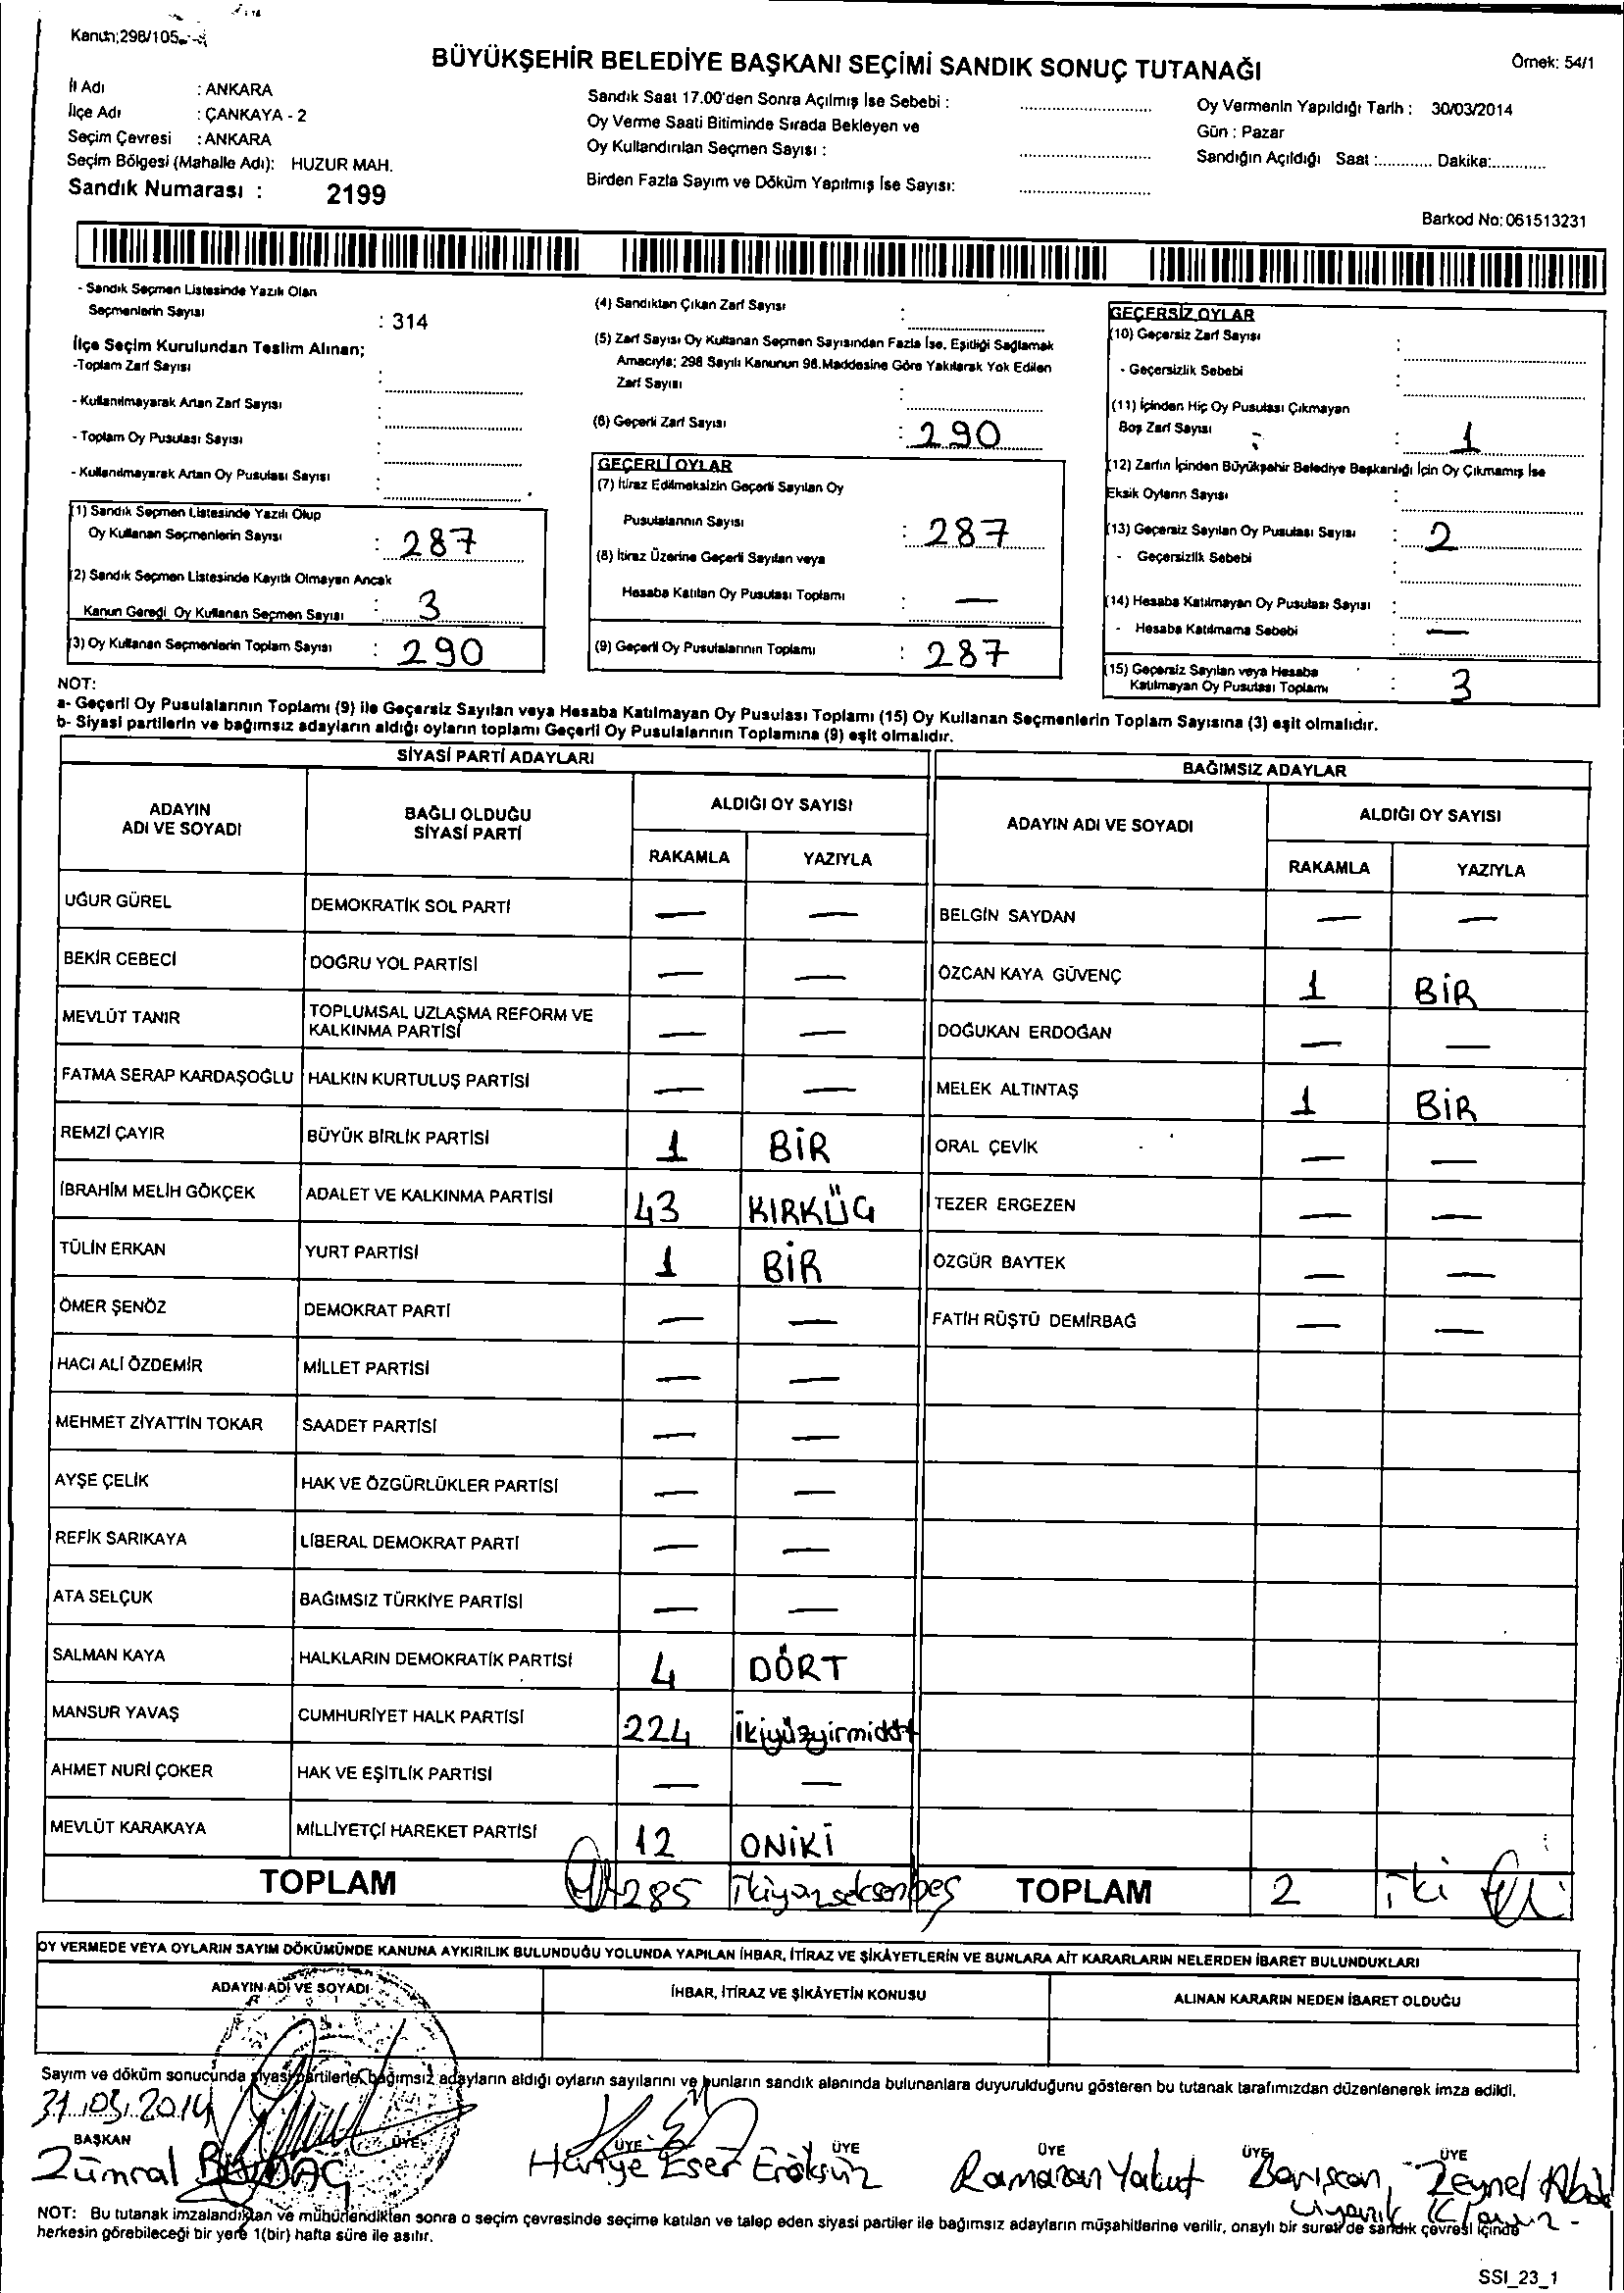 Kanun;298/105
BÜYÜKŞEHİR BELEDİYE BAŞKANI SEÇİMİ SANDIK SONUÇ TUTANAĞI
Örnek: 54/1
İl Adı : ANKARA
İlçe Adı : ÇANKAYA - 2
Seçim Çevresi : ANKARA
Seçim Bölgesi (Mahalle Adı): HUZUR MAH.
Sandık Numarası : 2199
Sandık Saat 17.00'den Sonra Açılmış İse Sebebi : ..............................
Oy Verme Saati Bitiminde Sırada Bekleyen ve
Oy Kullandırılan Seçmen Sayısı : ..............................
Birden Fazla Sayım ve Döküm Yapılmış İse Sayısı: ..............................
Oy Vermenin Yapıldığı Tarih : 30/03/2014
Gün : Pazar
Sandığın Açıldığı Saat :............ Dakika:............
Barkod No: 061513231
- Sandık Seçmen Listesinde Yazılı Olan
Seçmenlerin Sayısı : 314
İlçe Seçim Kurulundan Teslim Alınan;
-Toplam Zarf Sayısı :
- Kullanılmayarak Artan Zarf Sayısı :
- Toplam Oy Pusulası Sayısı :
- Kullanılmayarak Artan Oy Pusulası Sayısı :
(1) Sandık Seçmen Listesinde Yazılı Olup
Oy Kullanan Seçmenlerin Sayısı : 287
(2) Sandık Seçmen Listesinde Kayıtlı Olmayan Ancak
Kanun Gereği Oy Kullanan Seçmen Sayısı : 3
(3) Oy Kullanan Seçmenlerin Toplam Sayısı : 290
(4) Sandıktan Çıkan Zarf Sayısı :
(5) Zarf Sayısı Oy Kullanan Seçmen Sayısından Fazla İse, Eşitliği Sağlamak
Amacıyla; 298 Sayılı Kanunun 98.Maddesine Göre Yakılarak Yok Edilen
Zarf Sayısı :
(6) Geçerli Zarf Sayısı : 290
GEÇERLİ OYLAR
(7) İtiraz Edilmeksizin Geçerli Sayılan Oy
Pusulalarının Sayısı : 287
(8) İtiraz Üzerine Geçerli Sayılan veya
Hesaba Katılan Oy Pusulası Toplamı : —
(9) Geçerli Oy Pusulalarının Toplamı : 287
GEÇERSİZ OYLAR
(10) Geçersiz Zarf Sayısı :
- Geçersizlik Sebebi :
(11) İçinden Hiç Oy Pusulası Çıkmayan
Boş Zarf Sayısı : 1
(12) Zarfın İçinden Büyükşehir Belediye Başkanlığı İçin Oy Çıkmamış İse
Eksik Oyların Sayısı :
(13) Geçersiz Sayılan Oy Pusulası Sayısı : 2
- Geçersizlik Sebebi :
(14) Hesaba Katılmayan Oy Pusulası Sayısı :
- Hesaba Katılmama Sebebi : —
(15) Geçersiz Sayılan veya Hesaba
Katılmayan Oy Pusulası Toplamı : 3
NOT:
a- Geçerli Oy Pusulalarının Toplamı (9) ile Geçersiz Sayılan veya Hesaba Katılmayan Oy Pusulası Toplamı (15) Oy Kullanan Seçmenlerin Toplam Sayısına (3) eşit olmalıdır.
b- Siyasi partilerin ve bağımsız adayların aldığı oyların toplamı Geçerli Oy Pusulalarının Toplamına (9) eşit olmalıdır.
SİYASİ PARTİ ADAYLARI
ADAYIN ADI VE SOYADI
BAĞLI OLDUĞU SİYASİ PARTİ
ALDIĞI OY SAYISI
RAKAMLA YAZIYLA
UĞUR GÜREL DEMOKRATİK SOL PARTİ — —
BEKİR CEBECİ DOĞRU YOL PARTİSİ — —
MEVLÜT TANIR TOPLUMSAL UZLAŞMA REFORM VE KALKINMA PARTİSİ — —
FATMA SERAP KARDAŞOĞLU HALKIN KURTULUŞ PARTİSİ — —
REMZİ ÇAYIR BÜYÜK BİRLİK PARTİSİ 1 BİR
İBRAHİM MELİH GÖKÇEK ADALET VE KALKINMA PARTİSİ 43 KIRKÜÇ
TÜLİN ERKAN YURT PARTİSİ 1 BİR
ÖMER ŞENÖZ DEMOKRAT PARTİ — —
HACI ALİ ÖZDEMİR MİLLET PARTİSİ — —
MEHMET ZİYATTİN TOKAR SAADET PARTİSİ — —
AYŞE ÇELİK HAK VE ÖZGÜRLÜKLER PARTİSİ — —
REFİK SARIKAYA LİBERAL DEMOKRAT PARTİ — —
ATA SELÇUK BAĞIMSIZ TÜRKİYE PARTİSİ — —
SALMAN KAYA HALKLARIN DEMOKRATİK PARTİSİ 4 DÖRT
MANSUR YAVAŞ CUMHURİYET HALK PARTİSİ 224 İkiyüzyirmidört
AHMET NURİ ÇOKER HAK VE EŞİTLİK PARTİSİ — —
MEVLÜT KARAKAYA MİLLİYETÇİ HAREKET PARTİSİ 12 ONİKİ
TOPLAM 285 ikiyüzseksenbeş
BAĞIMSIZ ADAYLAR
ADAYIN ADI VE SOYADI
ALDIĞI OY SAYISI
RAKAMLA YAZIYLA
BELGİN SAYDAN — —
ÖZCAN KAYA GÜVENÇ 1 BİR
DOĞUKAN ERDOĞAN — —
MELEK ALTINTAŞ 1 BİR
ORAL ÇEVİK — —
TEZER ERGEZEN — —
ÖZGÜR BAYTEK — —
FATİH RÜŞTÜ DEMİRBAĞ — —
TOPLAM 2 iki
OY VERMEDE VEYA OYLARIN SAYIM DÖKÜMÜNDE KANUNA AYKIRILIK BULUNDUĞU YOLUNDA YAPILAN İHBAR, İTİRAZ VE ŞİKÂYETLERİN VE BUNLARA AİT KARARLARIN NELERDEN İBARET BULUNDUKLARI
ADAYIN ADI VE SOYADI
İHBAR, İTİRAZ VE ŞİKÂYETİN KONUSU
ALINAN KARARIN NEDEN İBARET OLDUĞU
Sayım ve döküm sonucunda siyasi partilerle, bağımsız adayların aldığı oyların sayılarını ve bunların sandık alanında bulunanlara duyurulduğunu gösteren bu tutanak tarafımızdan düzenlenerek imza edildi.
31.03.2014
BAŞKAN ÜYE ÜYE ÜYE ÜYE ÜYE ÜYE
Zümral Hariye Eser Eröksüz Ramazan Yakut Barışcan Uyanık Zeynel
NOT: Bu tutanak imzalandıktan ve mühürlendikten sonra o seçim çevresinde seçime katılan ve talep eden siyasi partiler ile bağımsız adayların müşahitlerine verilir, onaylı bir sureti de sandık çevresi içinde
herkesin görebileceği bir yere 1(bir) hafta süre ile asılır.
SSI_23_1